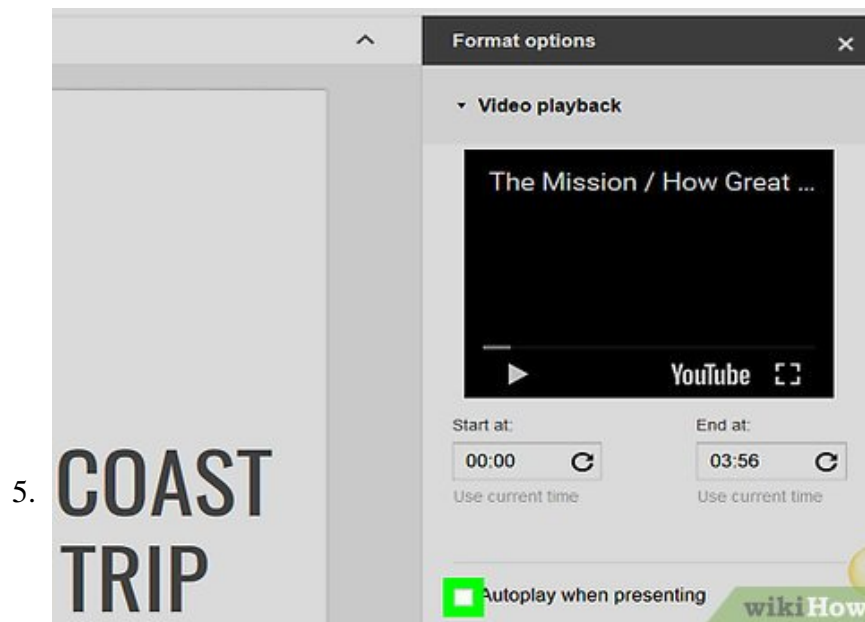 Format options ×
Video playback
The Mission / How Great ...
YouTube
Start at: End at:
00:00 03:56
Use current time Use current time
5. COAST
TRIP
Autoplay when presenting
wikiHow